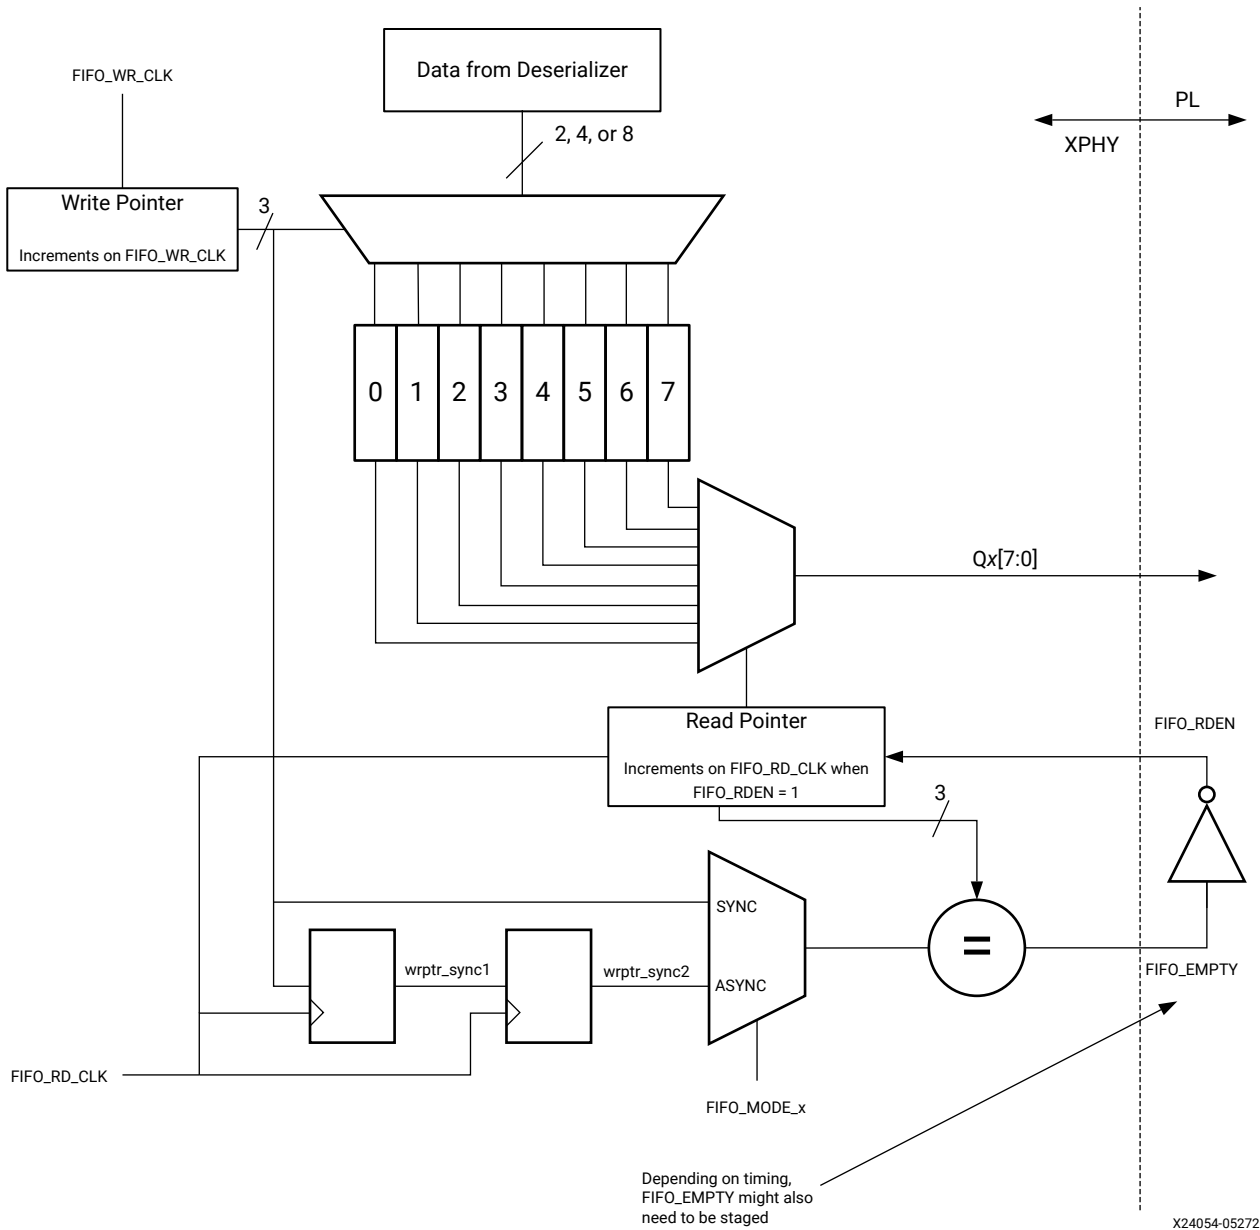 Data from Deserializer
FIFO_WR_CLK
PL
2, 4, or 8
XPHY
Write Pointer
3
Increments on FIFO_WR_CLK
0 1 2 3 4 5 6 7
Qx[7:0]
Read Pointer
FIFO_RDEN
Increments on FIFO_RD_CLK when
FIFO_RDEN = 1
3
SYNC
=
wrptr_sync1
wrptr_sync2
ASYNC
FIFO_EMPTY
FIFO_RD_CLK
FIFO_MODE_x
Depending on timing,
FIFO_EMPTY might also
need to be staged
X24054-05272